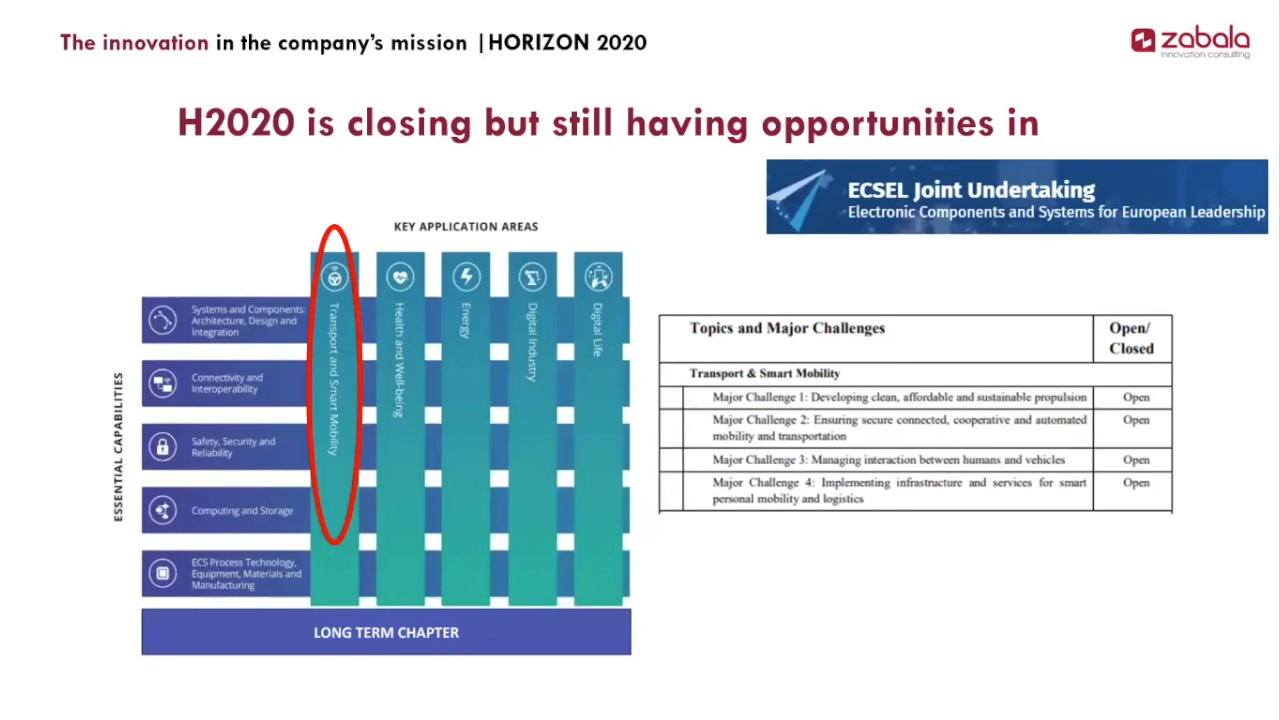 The innovation in the company's mission |HORIZON 2020
zabala
innovation consulting
H2020 is closing but still having opportunities in
ECSEL Joint Undertaking
Electronic Components and Systems for European Leadership
KEY APPLICATION AREAS
Transport and Smart Mobility
Health and Well-being
Energy
Digital Industry
Digital Life
ESSENTIAL CAPABILITIES
Systems and Components:
Architecture, Design and
Integration
Connectivity and
Interoperability
Safety, Security and
Reliability
Computing and Storage
ECS Process Technology,
Equipment, Materials and
Manufacturing
LONG TERM CHAPTER
Topics and Major Challenges Open/
Closed
Transport & Smart Mobility
Major Challenge 1: Developing clean, affordable and sustainable propulsion Open
Major Challenge 2: Ensuring secure connected, cooperative and automated Open
mobility and transportation
Major Challenge 3: Managing interaction between humans and vehicles Open
Major Challenge 4: Implementing infrastructure and services for smart Open
personal mobility and logistics